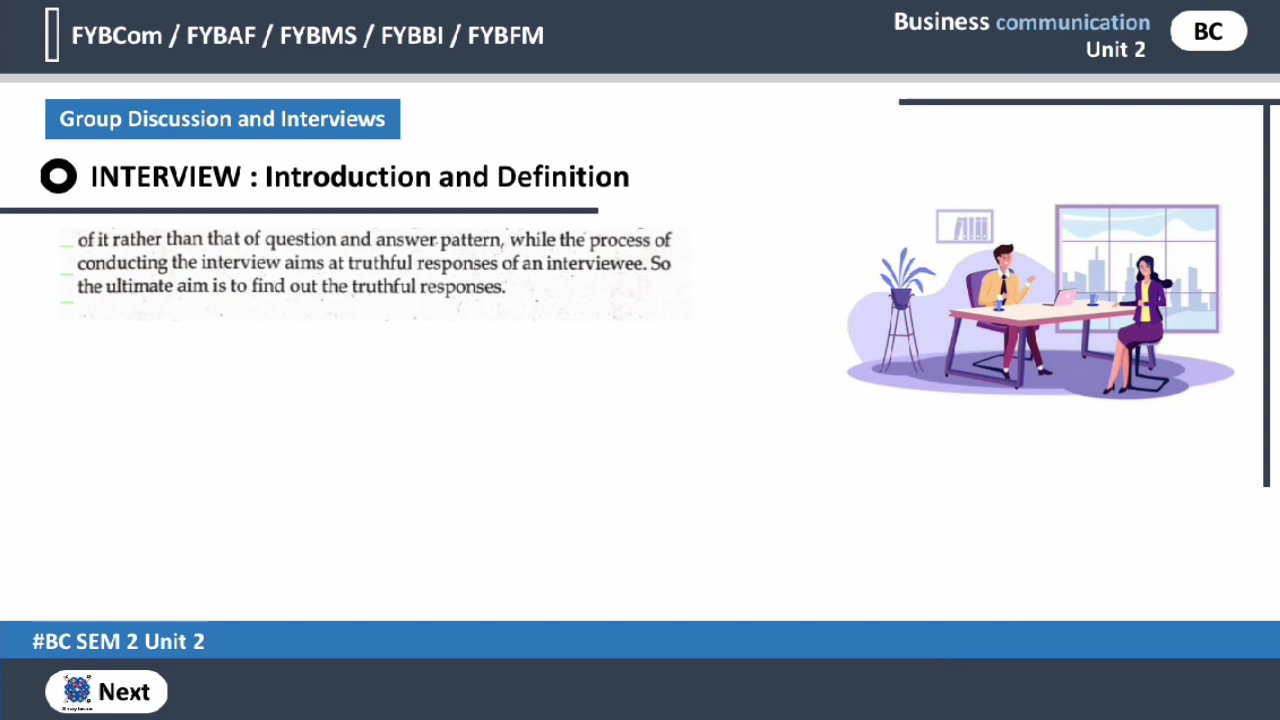 FYBCom / FYBAF / FYBMS / FYBBI / FYBFM
Business communication
Unit 2
BC
Group Discussion and Interviews
INTERVIEW : Introduction and Definition
of it rather than that of question and answer pattern, while the process of
conducting the interview aims at truthful responses of an interviewee. So
the ultimate aim is to find out the truthful responses.
#BC SEM 2 Unit 2
Next